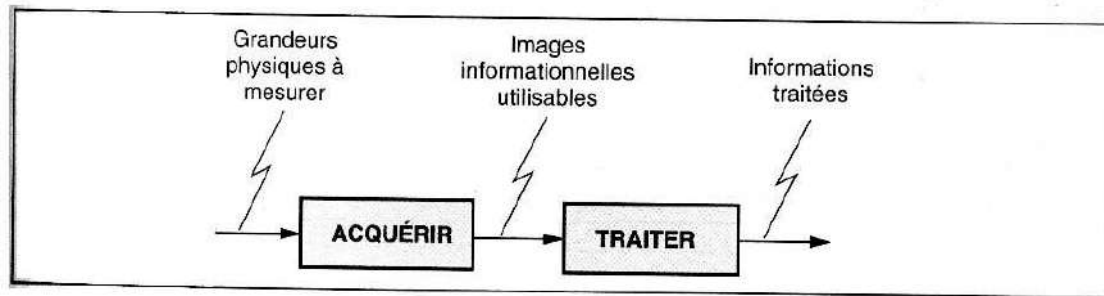 Grandeurs
physiques à
mesurer
Images
informationnelles
utilisables
Informations
traitées
ACQUÉRIR
TRAITER